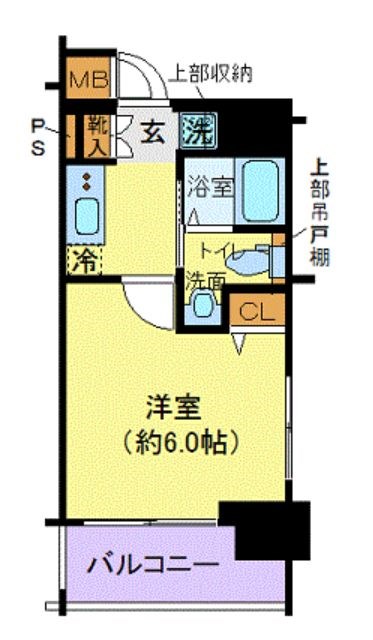 MB
上部収納
PS
靴入
玄
洗
浴室
上部吊戸棚
冷
トイレ
洗面
CL
洋室
(約6.0帖)
バルコニー